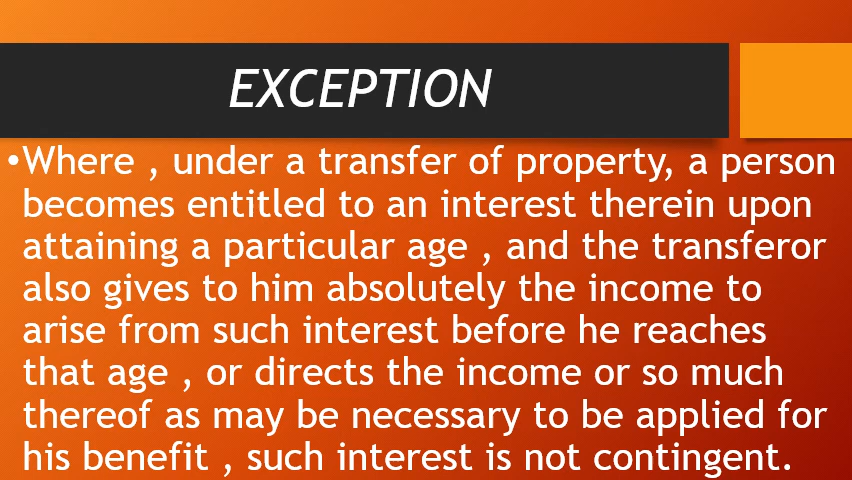 EXCEPTION
•Where , under a transfer of property, a person
becomes entitled to an interest therein upon
attaining a particular age , and the transferor
also gives to him absolutely the income to
arise from such interest before he reaches
that age , or directs the income or so much
thereof as may be necessary to be applied for
his benefit , such interest is not contingent.